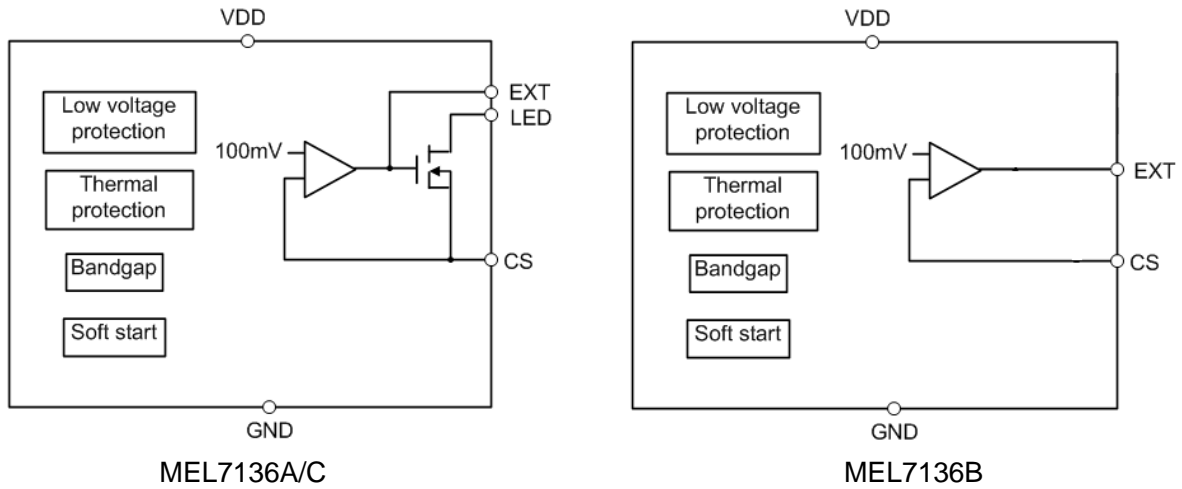 VDD
Low voltage
protection
Thermal
protection
Bandgap
Soft start
100mV
EXT
LED
CS
GND
MEL7136A/C
VDD
Low voltage
protection
Thermal
protection
Bandgap
Soft start
100mV
EXT
CS
GND
MEL7136B